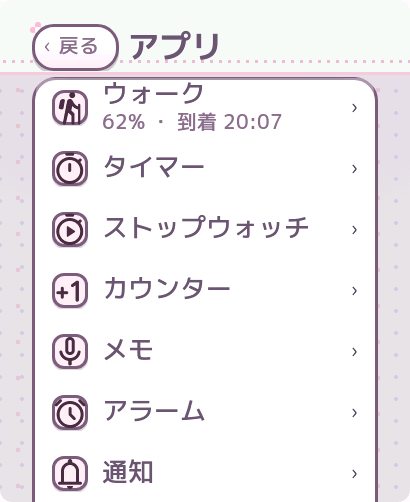 ‹ 戻る アプリ
ウォーク ›
62% · 到着 20:07
タイマー ›
ストップウォッチ ›
+1 カウンター ›
メモ ›
アラーム ›
通知 ›